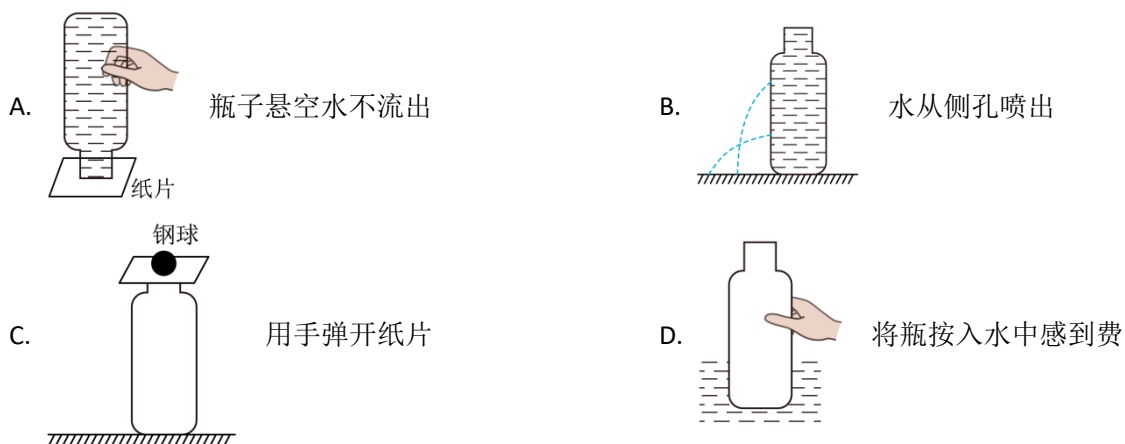 A.
瓶子悬空水不流出
纸片
B.
水从侧孔喷出
钢球
C.
用手弹开纸片
D.
将瓶按入水中感到费